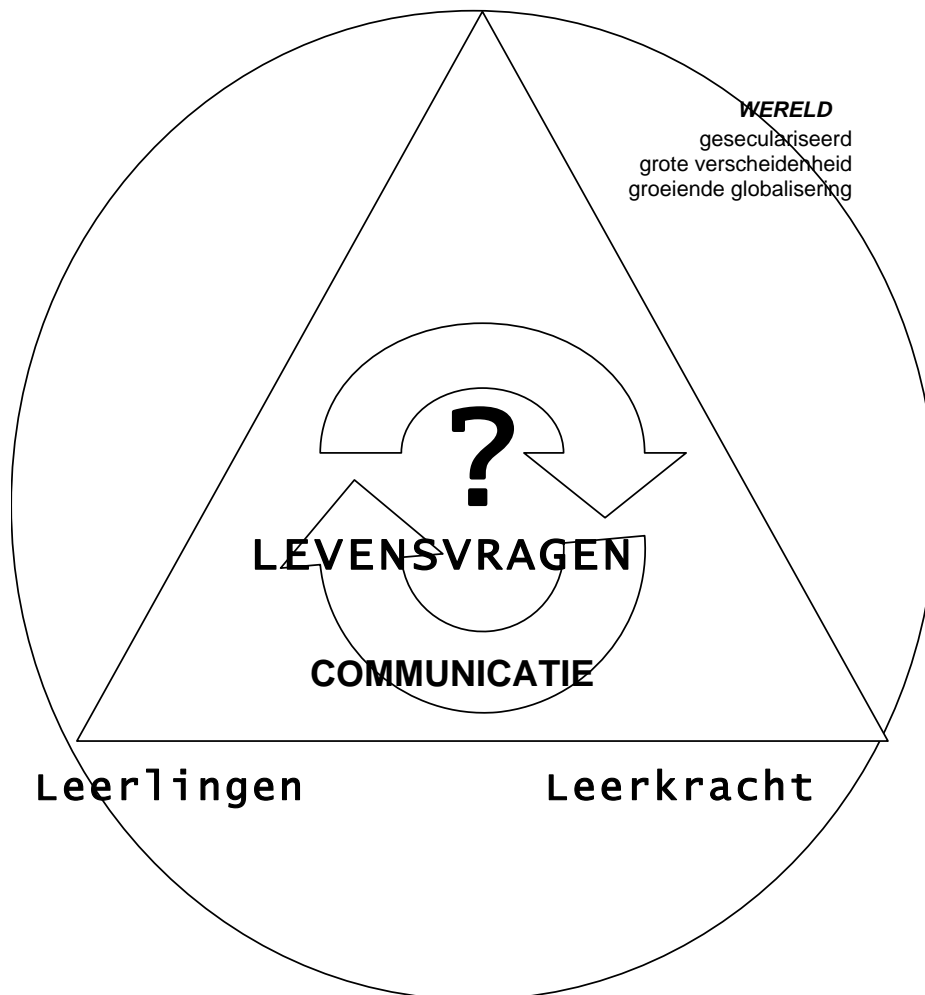 WERELD
geseculariseerd
grote verscheidenheid
groeiende globalisering
?
LEVENSVRAGEN
COMMUNICATIE
Leerlingen Leerkracht